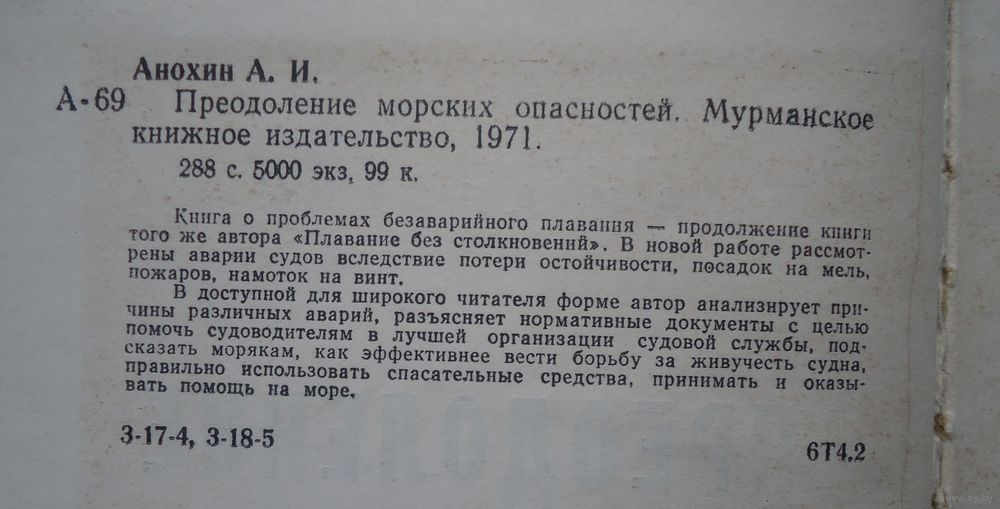 Анохин А. И.
А-69 Преодоление морских опасностей. Мурманское
книжное издательство, 1971.
288 с. 5000 экз. 99 к.
Книга о проблемах безаварийного плавания — продолжение книги
того же автора «Плавание без столкновений». В новой работе рассмот-
рены аварии судов вследствие потери остойчивости, посадок на мель,
пожаров, намоток на винт.
В доступной для широкого читателя форме автор анализирует при-
чины различных аварий, разъясняет нормативные документы с целью
помочь судоводителям в лучшей организации судовой службы, под-
сказать морякам, как эффективнее вести борьбу за живучесть судна,
правильно использовать спасательные средства, принимать и оказы-
вать помощь на море.
3-17-4, 3-18-5
6Т4.2
www.ay.by